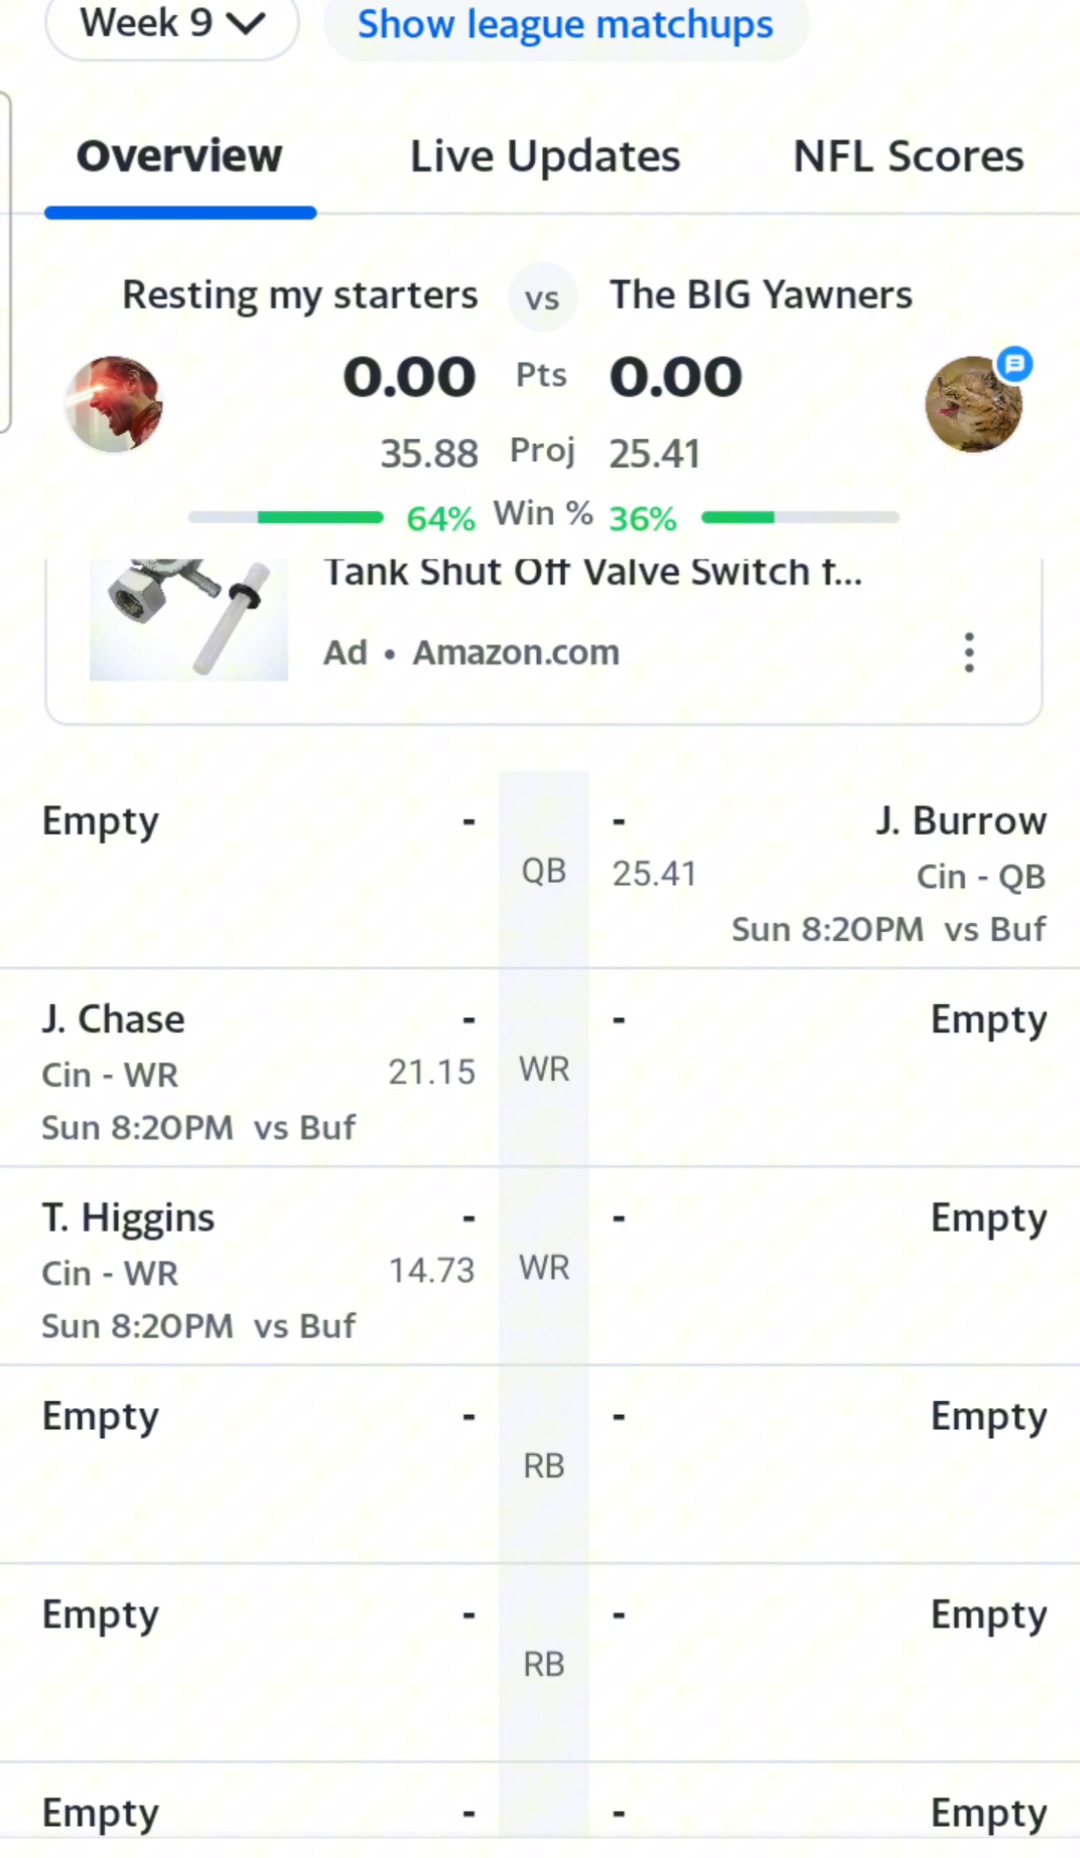 Week 9
Show league matchups
Overview
Live Updates
NFL Scores
Resting my starters vs The BIG Yawners
0.00 Pts 0.00
35.88 Proj 25.41
64% Win % 36%
Tank Shut Off Valve Switch f...
Ad • Amazon.com
Empty - QB - J. Burrow
25.41 Cin - QB
Sun 8:20PM vs Buf
J. Chase - WR - Empty
Cin - WR 21.15
Sun 8:20PM vs Buf
T. Higgins - WR - Empty
Cin - WR 14.73
Sun 8:20PM vs Buf
Empty - RB - Empty
Empty - RB - Empty
Empty - - Empty